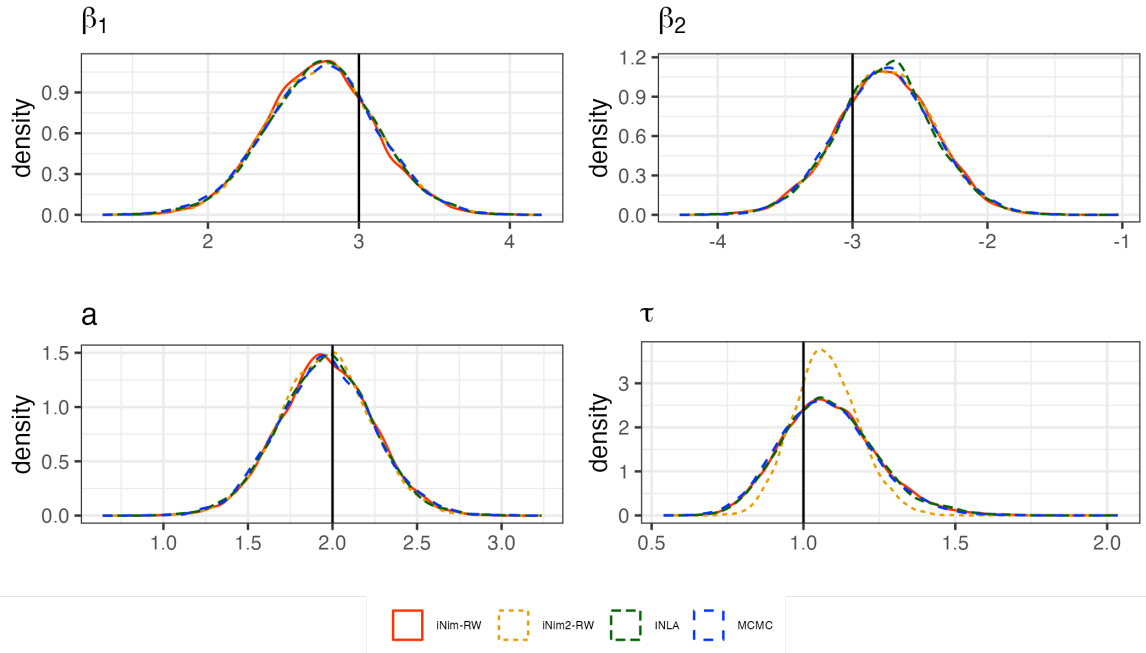 β1 β2
density 0.9 0.6 0.3 0.0
2 3 4
density 1.2 0.9 0.6 0.3 0.0
-4 -3 -2 -1
a τ
density 1.5 1.0 0.5 0.0
1.0 1.5 2.0 2.5 3.0
density 3 2 1 0
0.5 1.0 1.5 2.0
iNim-RW iNim2-RW INLA MCMC